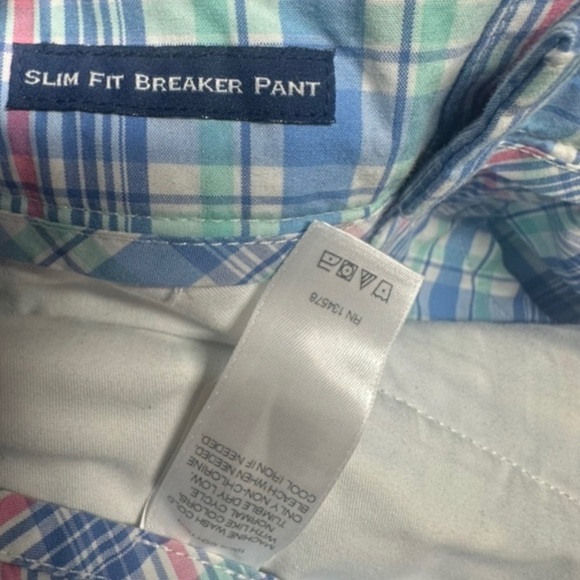 SLIM FIT BREAKER PANT
MACHINE WASH CO
WITH LIKE COLORS.
NORMAL CYCLE.
TUMBLE DRY LOW.
ONLY NON-CHLORINE
BLEACH WHEN NEEDED.
COOL IRON IF NEEDED.
RN 134578